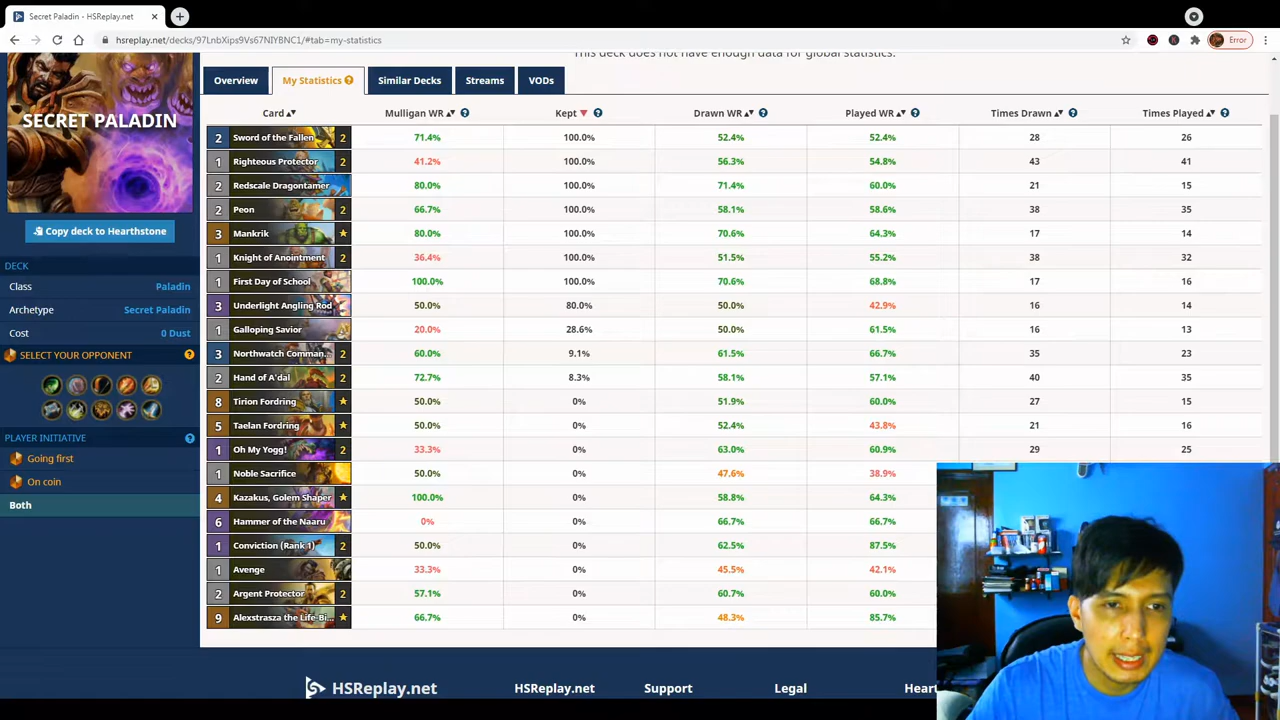 Secret Paladin - HSReplay.net
hsreplay.net/decks/97LnbXips9Vs67NIYBNC1/#tab=my-statistics
Error
This deck does not have enough data for global statistics.
Overview My Statistics Similar Decks Streams VODs
SECRET PALADIN
Copy deck to Hearthstone
DECK
Class Paladin
Archetype Secret Paladin
Cost 0 Dust
SELECT YOUR OPPONENT
PLAYER INITIATIVE
Going first
On coin
Both
Card Mulligan WR Kept Drawn WR Played WR Times Drawn Times Played
2 Sword of the Fallen 2 71.4% 100.0% 52.4% 52.4% 28 26
1 Righteous Protector 2 41.2% 100.0% 56.3% 54.8% 43 41
2 Redscale Dragontamer 80.0% 100.0% 71.4% 60.0% 21 15
2 Peon 2 66.7% 100.0% 58.1% 58.6% 38 35
3 Mankrik 80.0% 100.0% 70.6% 64.3% 17 14
1 Knight of Anointment 2 36.4% 100.0% 51.5% 55.2% 38 32
1 First Day of School 100.0% 100.0% 70.6% 68.8% 17 16
3 Underlight Angling Rod 50.0% 80.0% 50.0% 42.9% 16 14
1 Galloping Savior 20.0% 28.6% 50.0% 61.5% 16 13
3 Northwatch Comman... 2 60.0% 9.1% 61.5% 66.7% 35 23
2 Hand of A'dal 2 72.7% 8.3% 58.1% 57.1% 40 35
8 Tirion Fordring 50.0% 0% 51.9% 60.0% 27 15
5 Taelan Fordring 50.0% 0% 52.4% 43.8% 21 16
1 Oh My Yogg! 2 33.3% 0% 63.0% 60.9% 29 25
1 Noble Sacrifice 50.0% 0% 47.6% 38.9%
4 Kazakus, Golem Shaper 100.0% 0% 58.8% 64.3%
6 Hammer of the Naaru 0% 0% 66.7% 66.7%
1 Conviction (Rank 1) 2 50.0% 0% 62.5% 87.5%
1 Avenge 33.3% 0% 45.5% 42.1%
2 Argent Protector 2 57.1% 0% 60.7% 60.0%
9 Alexstrasza the Life-Bi... 66.7% 0% 48.3% 85.7%
HSReplay.net HSReplay.net Support Legal Hear